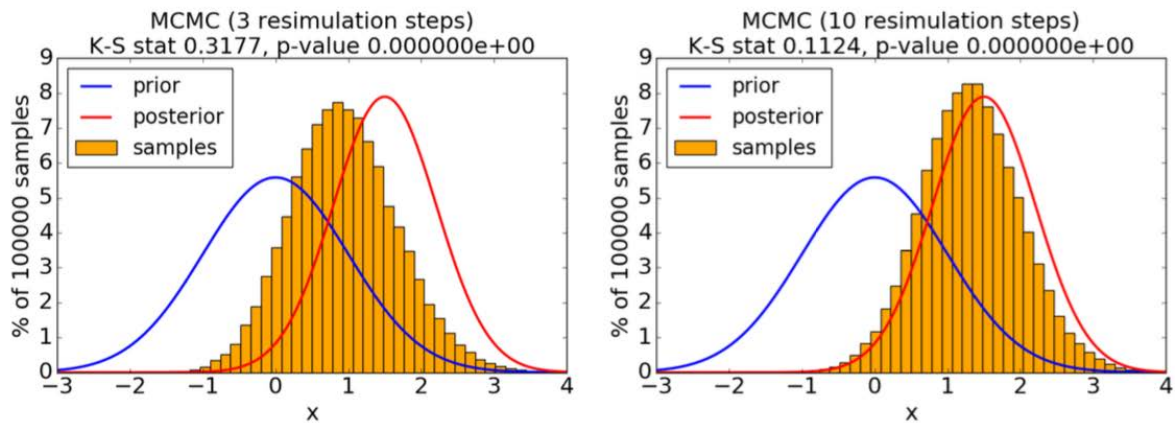 MCMC (3 resimulation steps)
K-S stat 0.3177, p-value 0.000000e+00
9
8
7
6
5
4
3
2
1
0
% of 100000 samples
prior
posterior
samples
−3 −2 −1 0 1 2 3 4
x
MCMC (10 resimulation steps)
K-S stat 0.1124, p-value 0.000000e+00
9
8
7
6
5
4
3
2
1
0
% of 100000 samples
prior
posterior
samples
−3 −2 −1 0 1 2 3 4
x